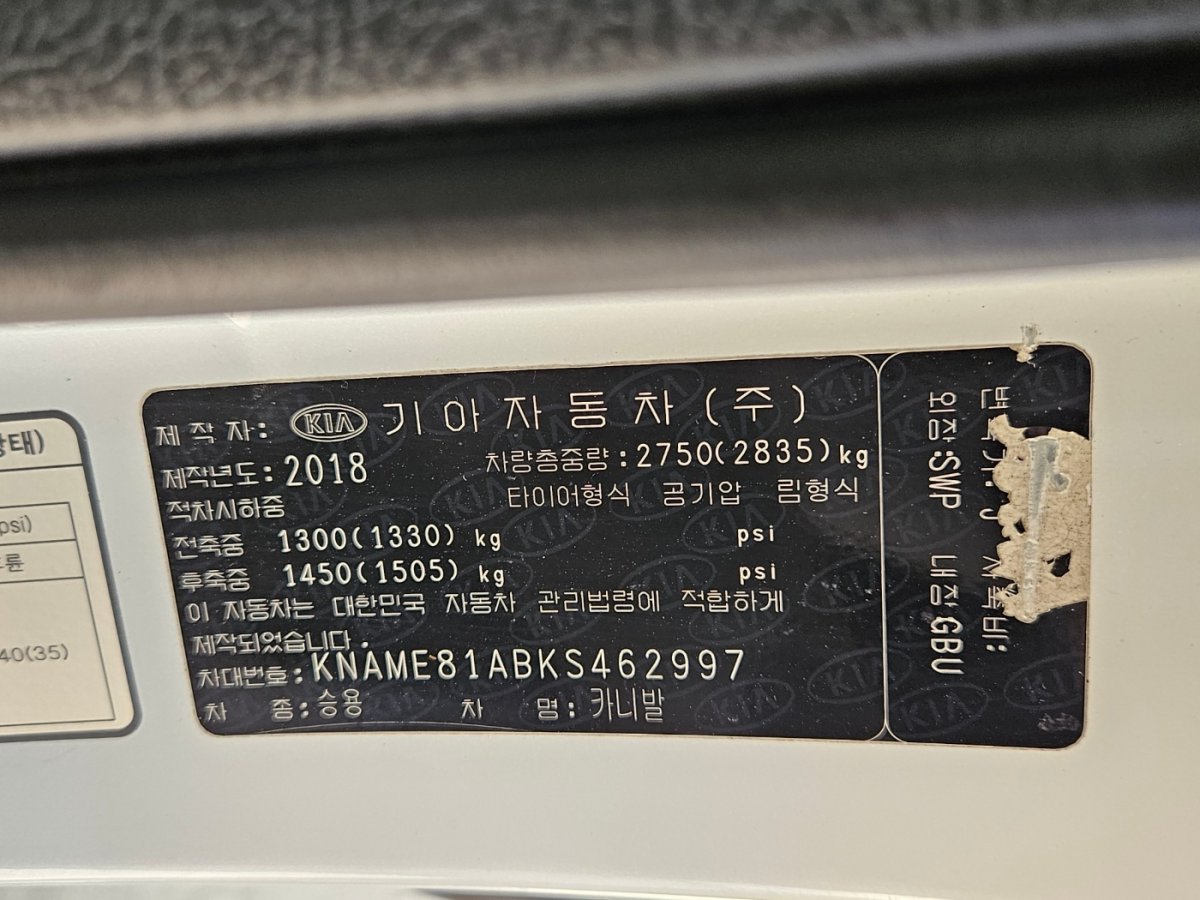 상태)
psi)
40(35)
제 작 자: KIA 기아자동차(주)
제작년도: 2018 차량총중량: 2750(2835)kg
적차시하중 타이어형식 공기압 림형식
전축중 1300(1330) kg psi
후축중 1450(1505) kg psi
이 자동차는 대한민국 자동차 관리법령에 적합하게
제작되었습니다.
차대번호: KNAME81ABKS462997
차 종: 승용 차 명: 카니발
외장:SWP 내장:GBU